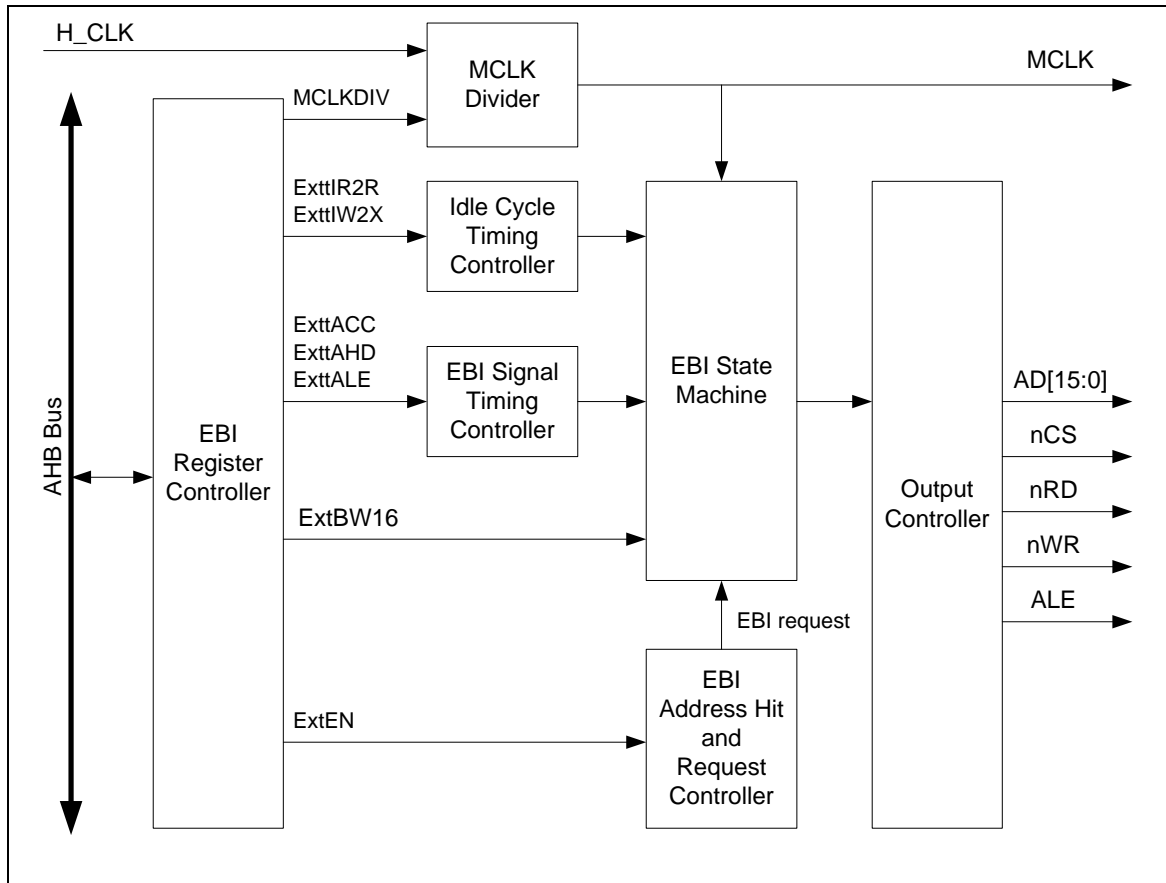 H_CLK
MCLK
Divider
MCLK
MCLKDIV
ExttIR2R
ExttIW2X
Idle Cycle
Timing
Controller
ExttACC
ExttAHD
ExttALE
EBI Signal
Timing
Controller
EBI State
Machine
AHB Bus
EBI
Register
Controller
ExtBW16
Output
Controller
AD[15:0]
nCS
nRD
nWR
ALE
EBI request
ExtEN
EBI
Address Hit
and
Request
Controller